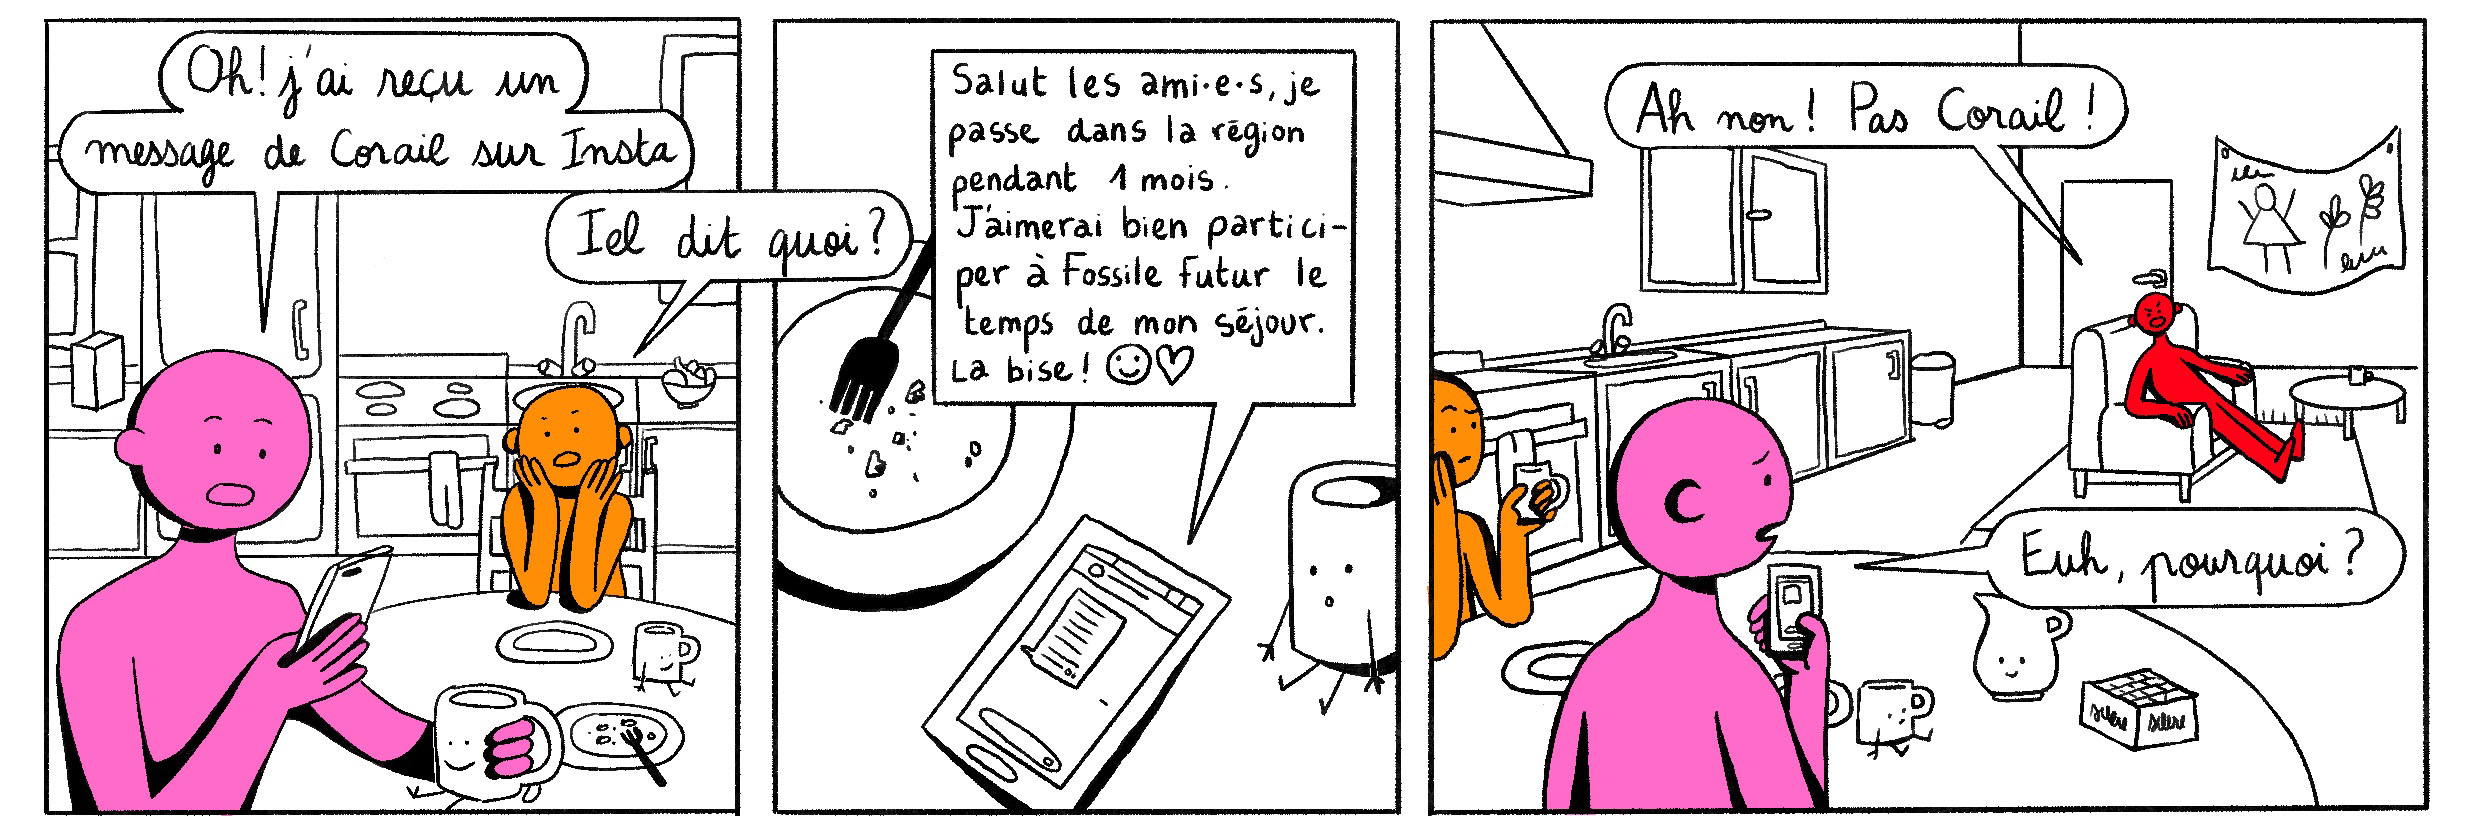 Oh! j'ai reçu un
message de Corail sur Insta
Iel dit quoi?
Salut les ami·e·s, je
passe dans la région
pendant 1 mois.
J'aimerai bien partici-
per à Fossile Futur le
temps de mon séjour.
La bise! ☺♡
Ah non! Pas Corail!
Euh, pourquoi?
sucre sucre